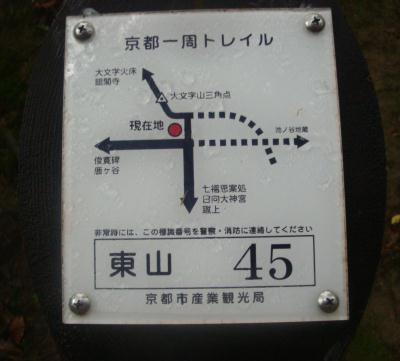 京都一周トレイル
大文字火床
銀閣寺
大文字山三角点
現在地
池ノ谷地蔵
俊寛碑
鹿ヶ谷
七福思案処
日向大神宮
蹴上
非常時には、この標識番号を警察・消防に連絡してください
東山 45
京都市産業観光局